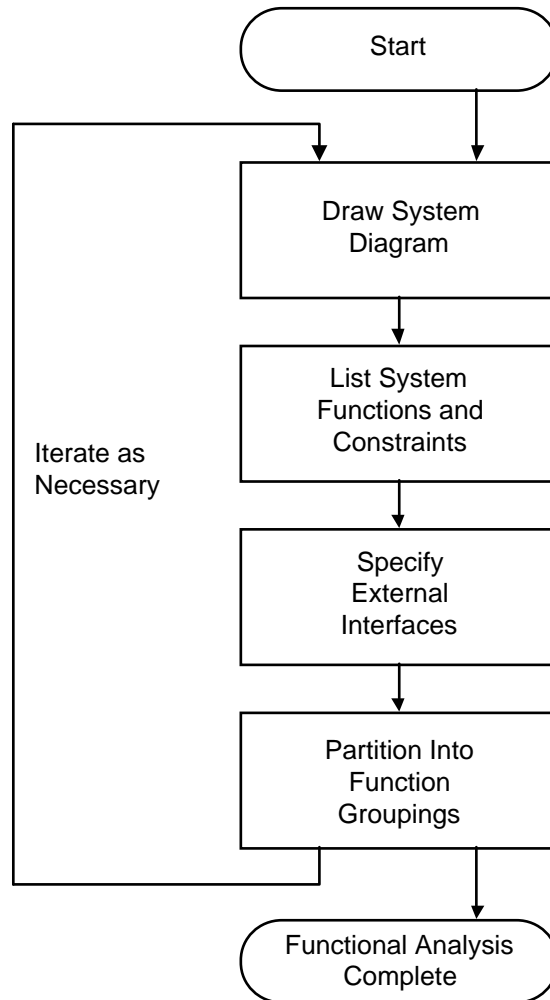 Start
Draw System
Diagram
List System
Functions and
Constraints
Iterate as
Necessary
Specify
External
Interfaces
Partition Into
Function
Groupings
Functional Analysis
Complete